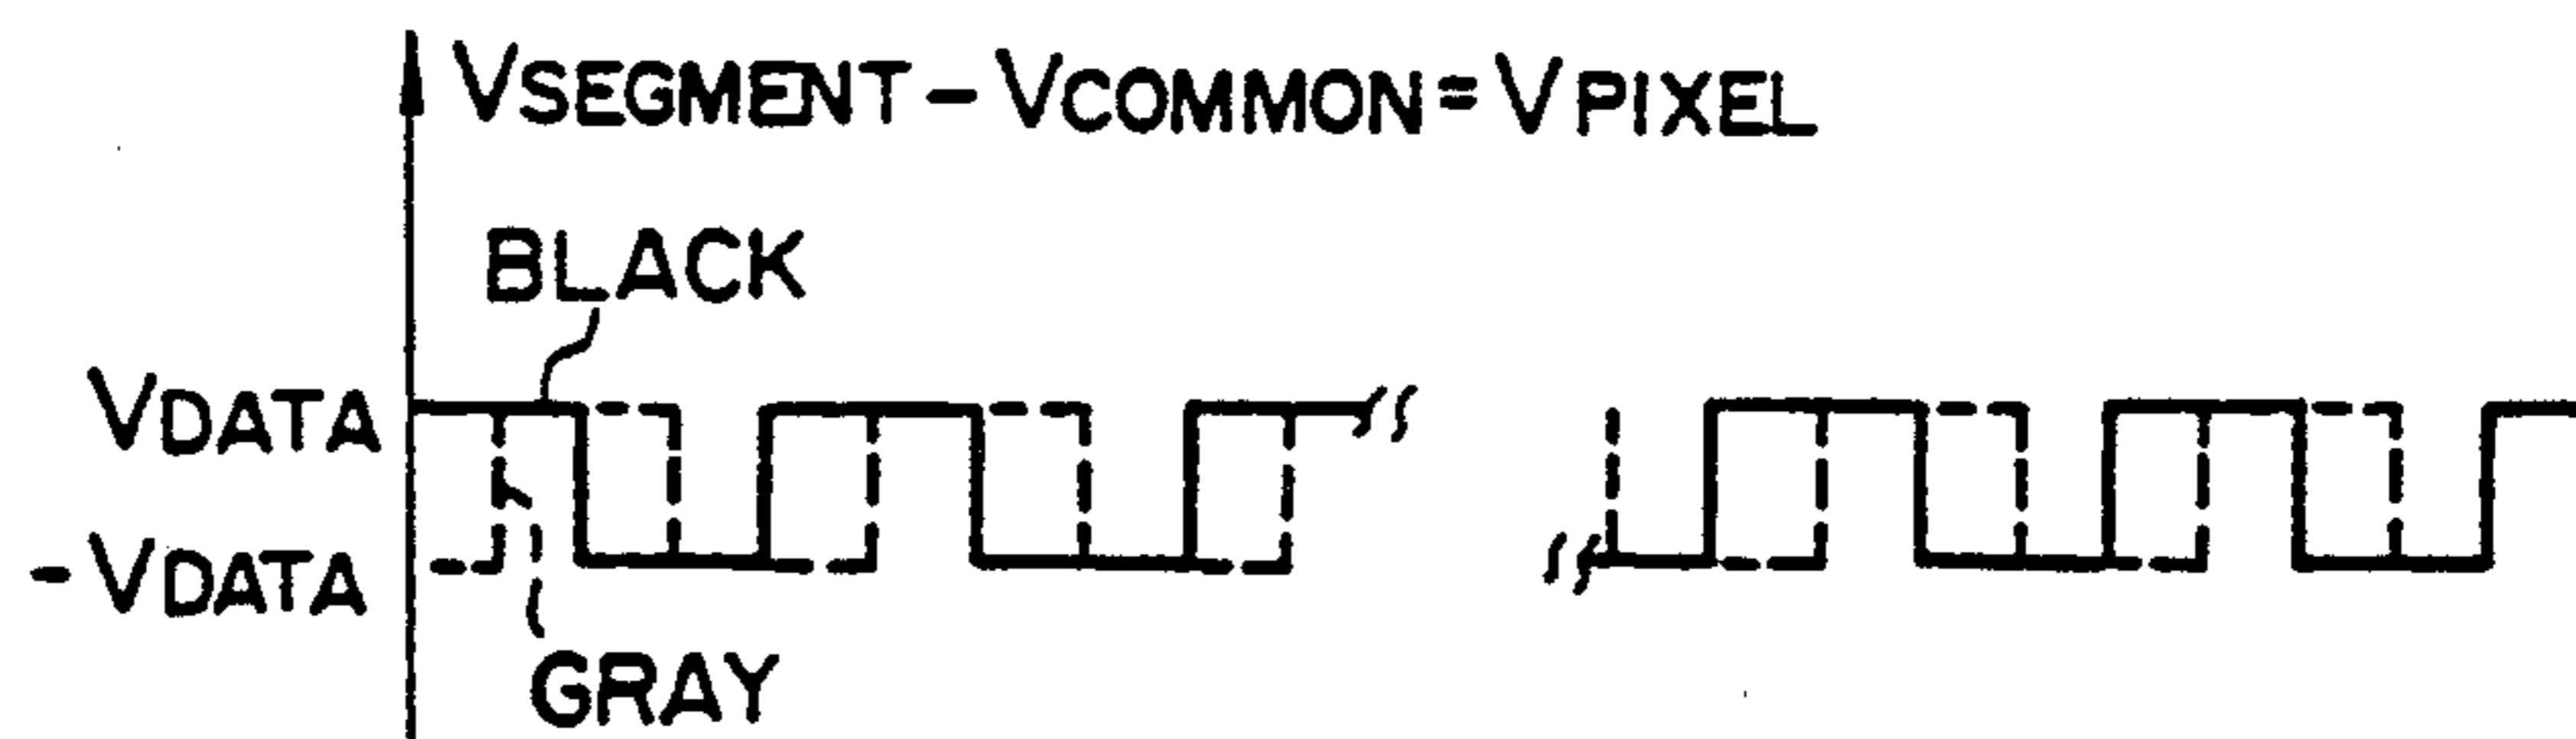 VSEGMENT - VCOMMON = VPIXEL
BLACK
VDATA
-VDATA
GRAY